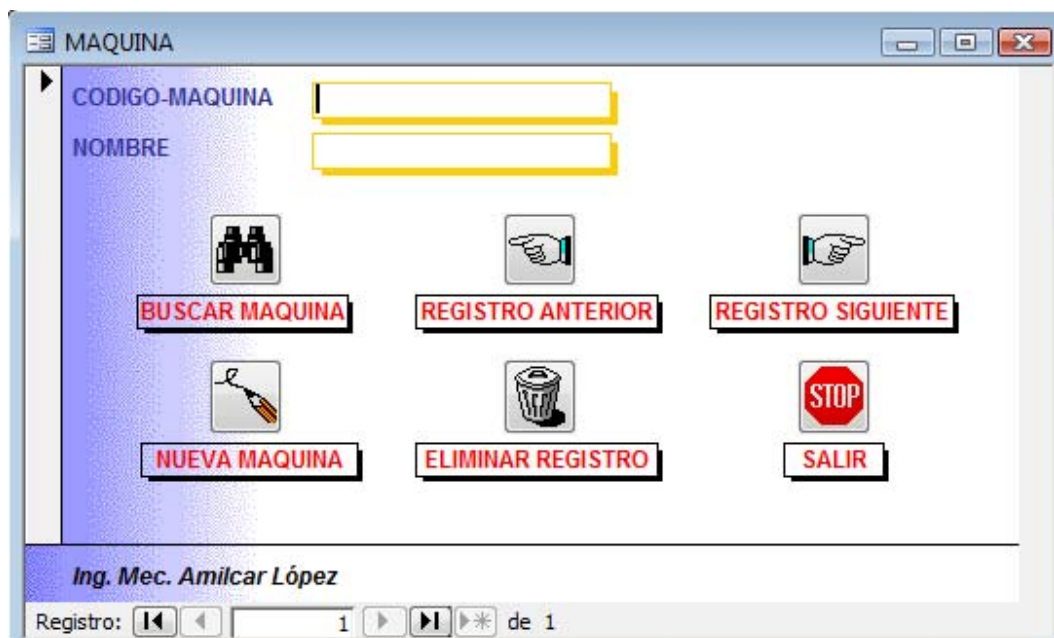 MAQUINA
CODIGO-MAQUINA
NOMBRE
BUSCAR MAQUINA REGISTRO ANTERIOR REGISTRO SIGUIENTE
STOP
NUEVA MAQUINA ELIMINAR REGISTRO SALIR
Ing. Mec. Amilcar López
Registro: 1 de 1